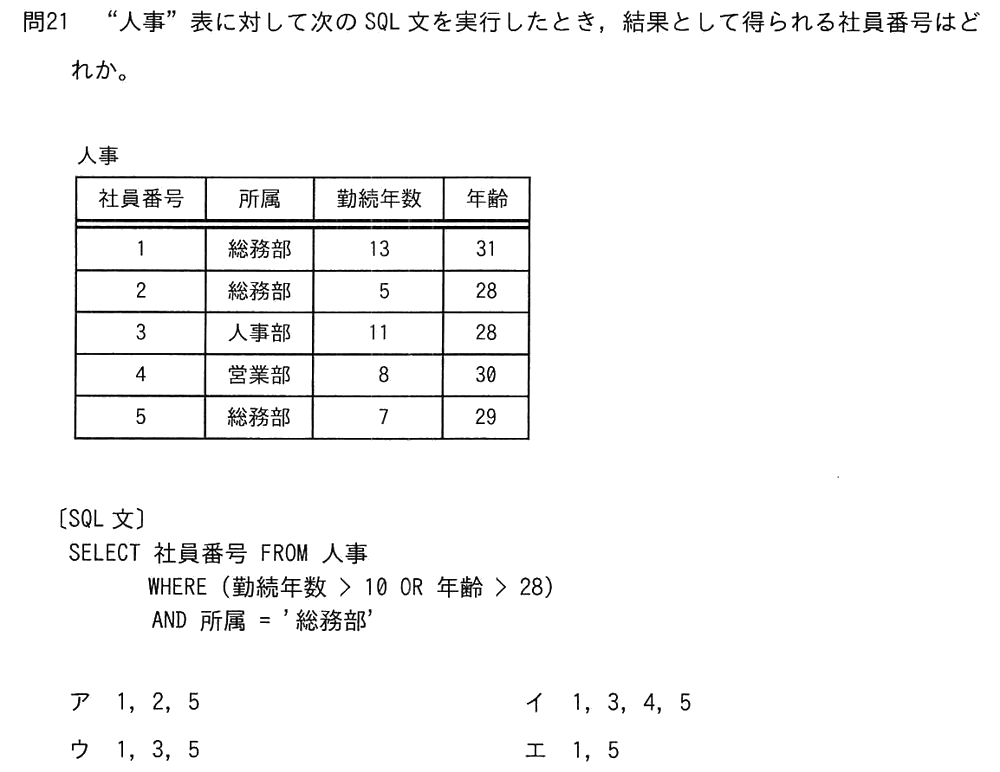 問21 “人事”表に対して次のSQL文を実行したとき，結果として得られる社員番号はど
れか。
人事
社員番号 所属 勤続年数 年齢
1 総務部 13 31
2 総務部 5 28
3 人事部 11 28
4 営業部 8 30
5 総務部 7 29
〔SQL文〕
SELECT 社員番号 FROM 人事
WHERE (勤続年数 > 10 OR 年齢 > 28)
AND 所属 = '総務部'
ア 1, 2, 5 イ 1, 3, 4, 5
ウ 1, 3, 5 エ 1, 5